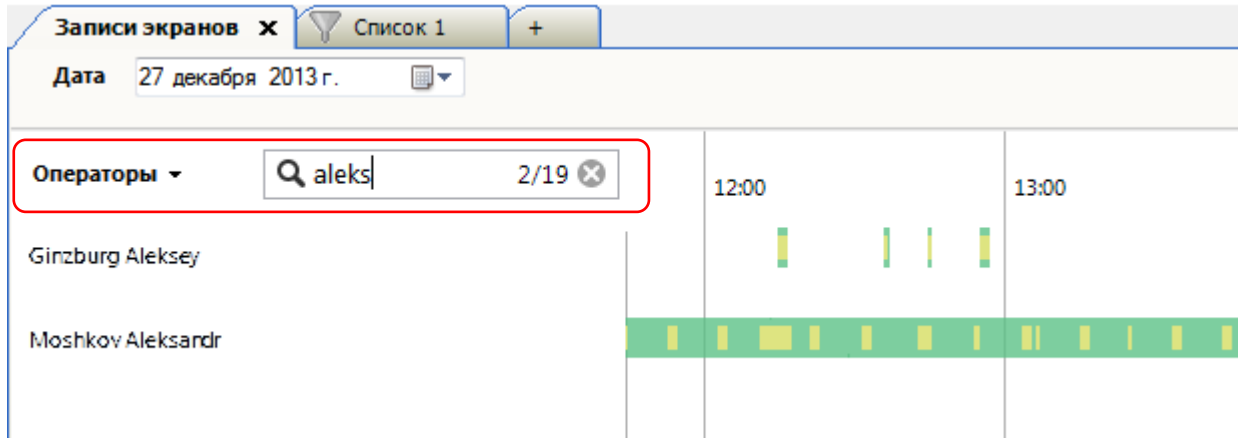 Записи экранов x Список 1 +
Дата 27 декабря 2013 г.
Операторы aleks 2/19
12:00 13:00
Ginzburg Aleksey
Moshkov Aleksandr